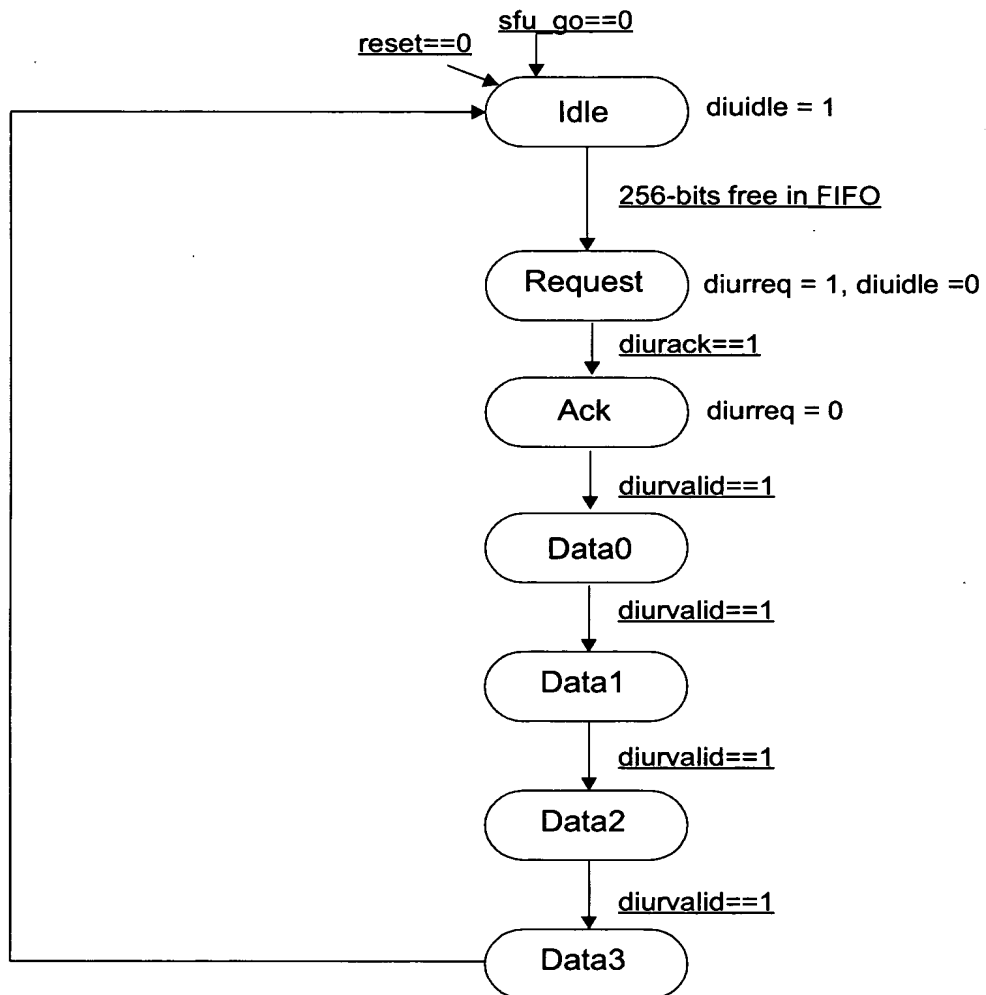 sfu_go==0
reset==0
Idle
diuidle = 1
256-bits free in FIFO
Request
diurreq = 1, diuidle =0
diurack==1
Ack
diurreq = 0
diurvalid==1
Data0
diurvalid==1
Data1
diurvalid==1
Data2
diurvalid==1
Data3